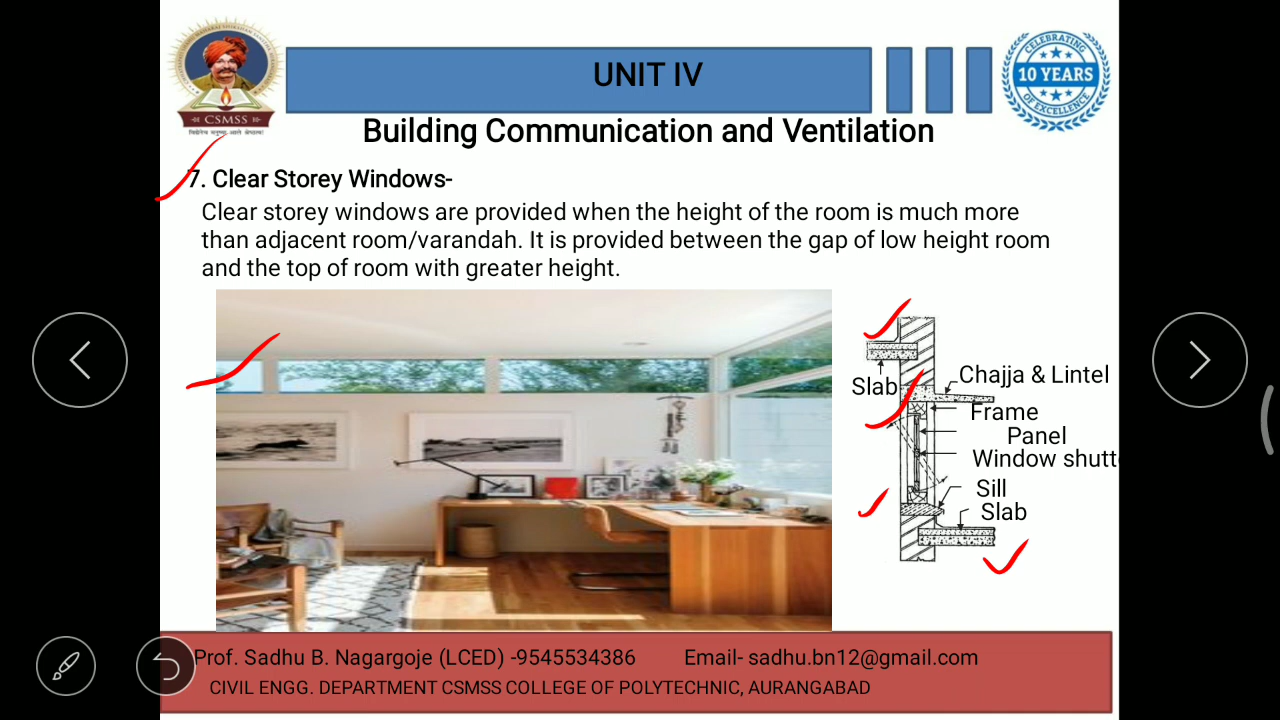 UNIT IV
CELEBRATING
10 YEARS
OF EXCELLENCE
CSMSS
Building Communication and Ventilation
7. Clear Storey Windows-
Clear storey windows are provided when the height of the room is much more
than adjacent room/varandah. It is provided between the gap of low height room
and the top of room with greater height.
Slab
Chajja & Lintel
Frame
Panel
Window shutt
Sill
Slab
Prof. Sadhu B. Nagargoje (LCED) -9545534386 Email- sadhu.bn12@gmail.com
CIVIL ENGG. DEPARTMENT CSMSS COLLEGE OF POLYTECHNIC, AURANGABAD